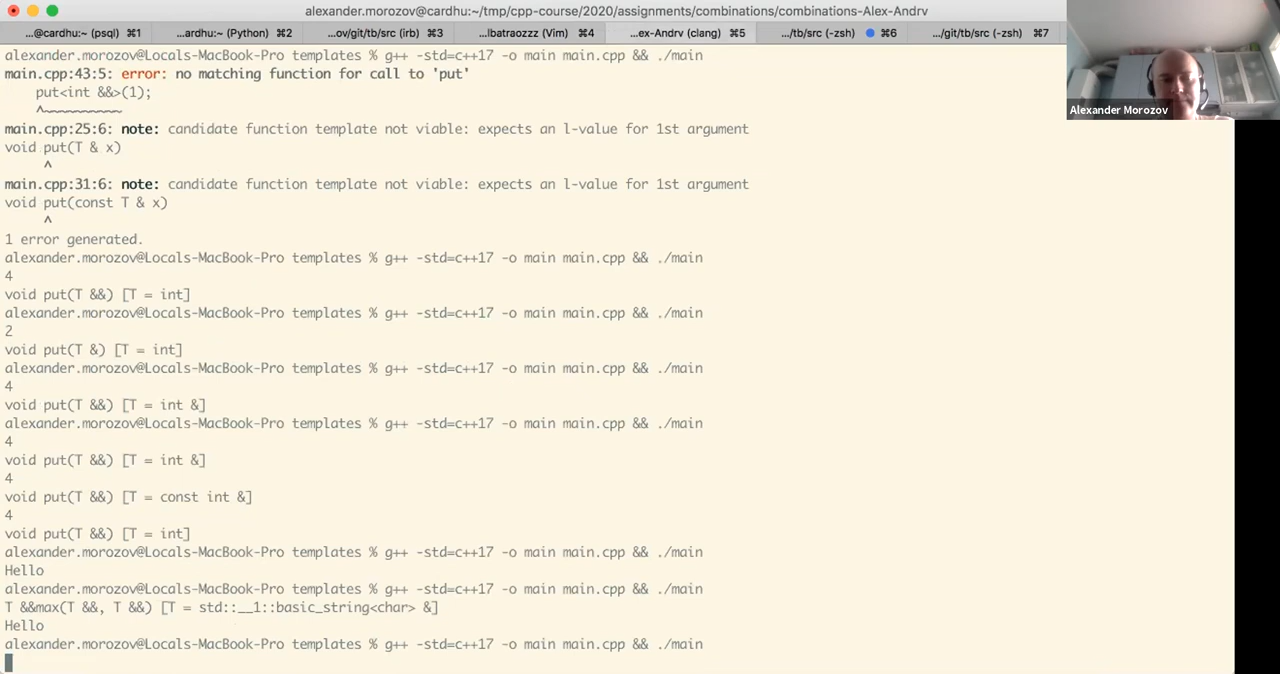 alexander.morozov@cardhu:~/tmp/cpp-course/2020/assignments/combinations/combinations-Alex-Andrv
...@cardhu:~ (psql) ⌘1 ...ardhu:~ (Python) ⌘2 ...ov/git/tb/src (irb) ⌘3 ...lbatraozzz (Vim) ⌘4 ...ex-Andrv (clang) ⌘5 .../tb/src (-zsh) ⌘6 .../git/tb/src (-zsh) ⌘7
Alexander Morozov
alexander.morozov@Locals-MacBook-Pro templates % g++ -std=c++17 -o main main.cpp && ./main
main.cpp:43:5: error: no matching function for call to 'put'
    put<int &&>(1);
    ^~~~~~~~~~~
main.cpp:25:6: note: candidate function template not viable: expects an l-value for 1st argument
void put(T & x)
     ^
main.cpp:31:6: note: candidate function template not viable: expects an l-value for 1st argument
void put(const T & x)
     ^
1 error generated.
alexander.morozov@Locals-MacBook-Pro templates % g++ -std=c++17 -o main main.cpp && ./main
4
void put(T &&) [T = int]
alexander.morozov@Locals-MacBook-Pro templates % g++ -std=c++17 -o main main.cpp && ./main
2
void put(T &) [T = int]
alexander.morozov@Locals-MacBook-Pro templates % g++ -std=c++17 -o main main.cpp && ./main
4
void put(T &&) [T = int &]
alexander.morozov@Locals-MacBook-Pro templates % g++ -std=c++17 -o main main.cpp && ./main
4
void put(T &&) [T = int &]
4
void put(T &&) [T = const int &]
4
void put(T &&) [T = int]
alexander.morozov@Locals-MacBook-Pro templates % g++ -std=c++17 -o main main.cpp && ./main
Hello
alexander.morozov@Locals-MacBook-Pro templates % g++ -std=c++17 -o main main.cpp && ./main
T &&max(T &&, T &&) [T = std::__1::basic_string<char> &]
Hello
alexander.morozov@Locals-MacBook-Pro templates % g++ -std=c++17 -o main main.cpp && ./main